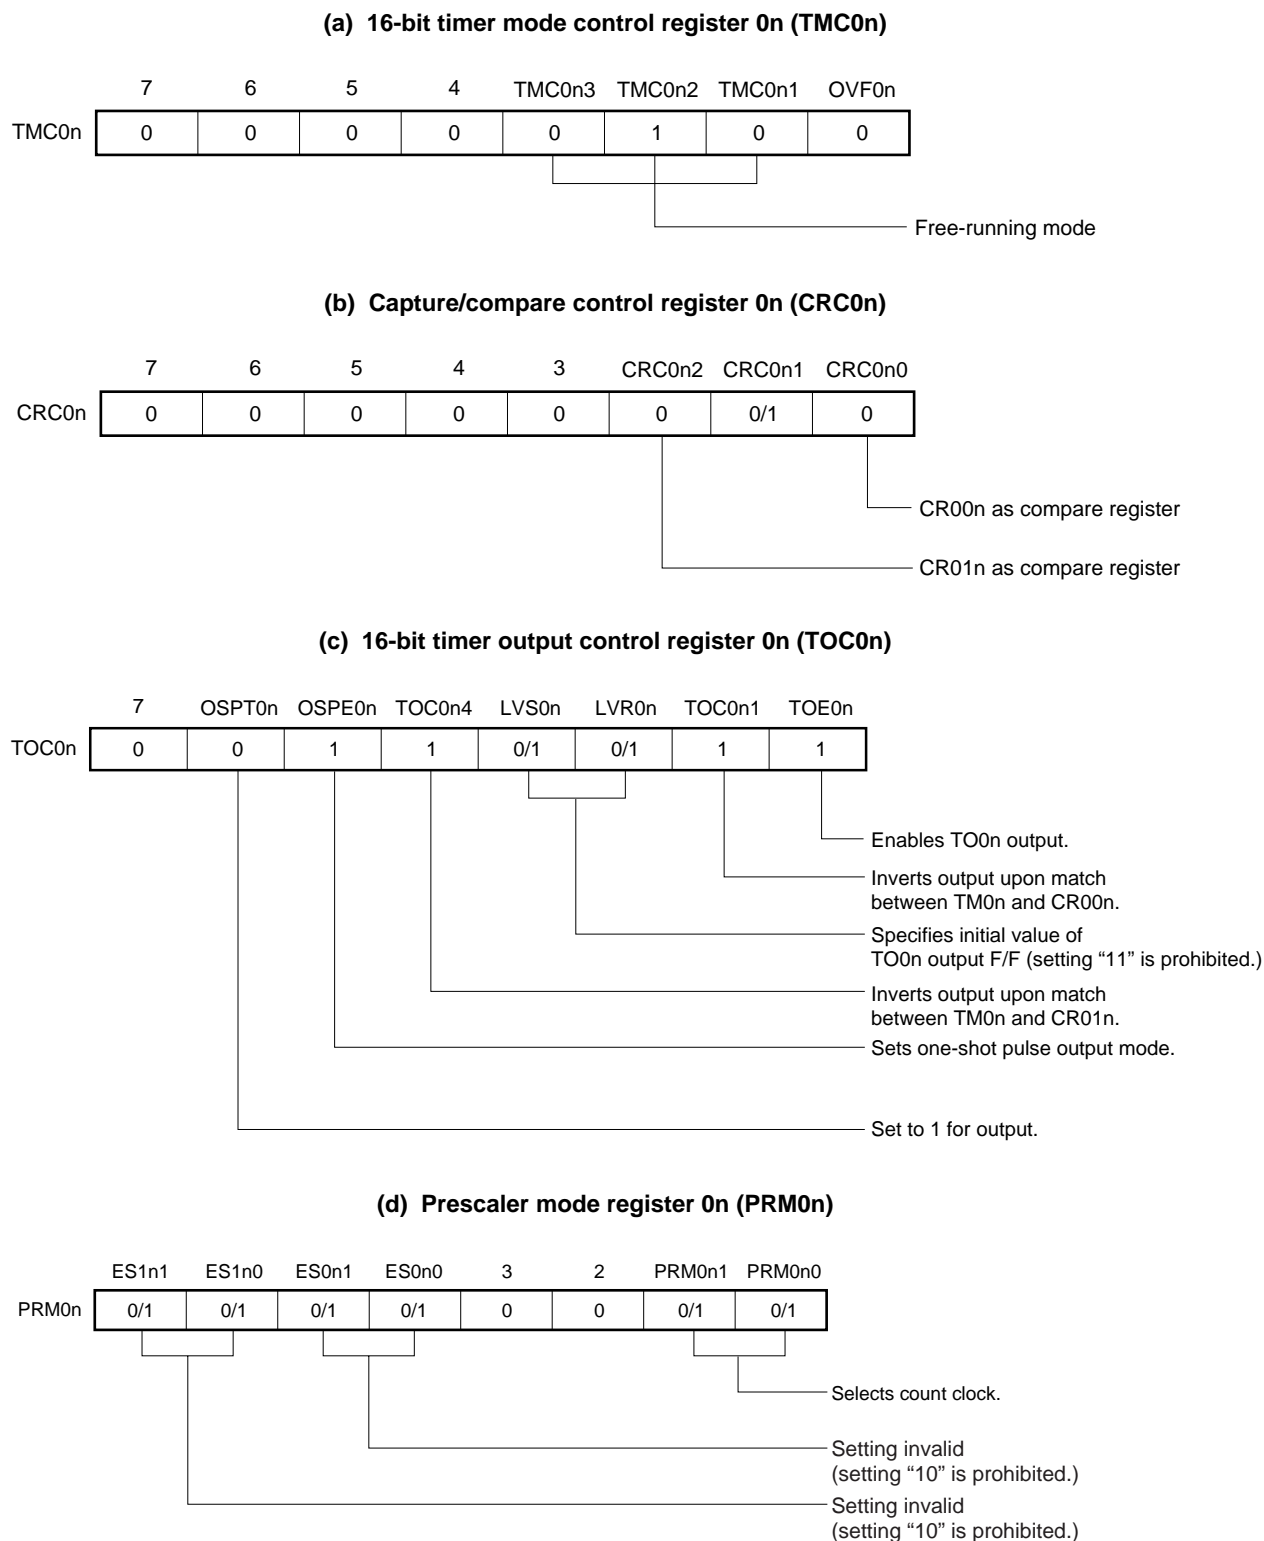 (a) 16-bit timer mode control register 0n (TMC0n)
7 6 5 4 TMC0n3 TMC0n2 TMC0n1 OVF0n
TMC0n 0 0 0 0 0 1 0 0
Free-running mode
(b) Capture/compare control register 0n (CRC0n)
7 6 5 4 3 CRC0n2 CRC0n1 CRC0n0
CRC0n 0 0 0 0 0 0 0/1 0
CR00n as compare register
CR01n as compare register
(c) 16-bit timer output control register 0n (TOC0n)
7 OSPT0n OSPE0n TOC0n4 LVS0n LVR0n TOC0n1 TOE0n
TOC0n 0 0 1 1 0/1 0/1 1 1
Enables TO0n output.
Inverts output upon match
between TM0n and CR00n.
Specifies initial value of
TO0n output F/F (setting “11” is prohibited.)
Inverts output upon match
between TM0n and CR01n.
Sets one-shot pulse output mode.
Set to 1 for output.
(d) Prescaler mode register 0n (PRM0n)
ES1n1 ES1n0 ES0n1 ES0n0 3 2 PRM0n1 PRM0n0
PRM0n 0/1 0/1 0/1 0/1 0 0 0/1 0/1
Selects count clock.
Setting invalid
(setting “10” is prohibited.)
Setting invalid
(setting “10” is prohibited.)